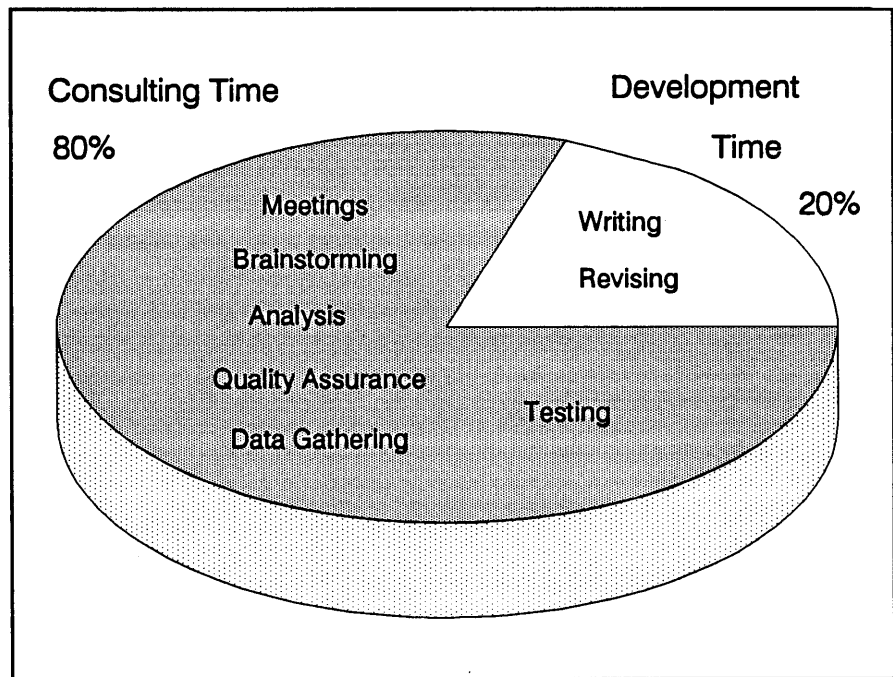 Consulting Time
80%
Development
Time
20%
Meetings
Brainstorming
Analysis
Quality Assurance
Data Gathering
Writing
Revising
Testing